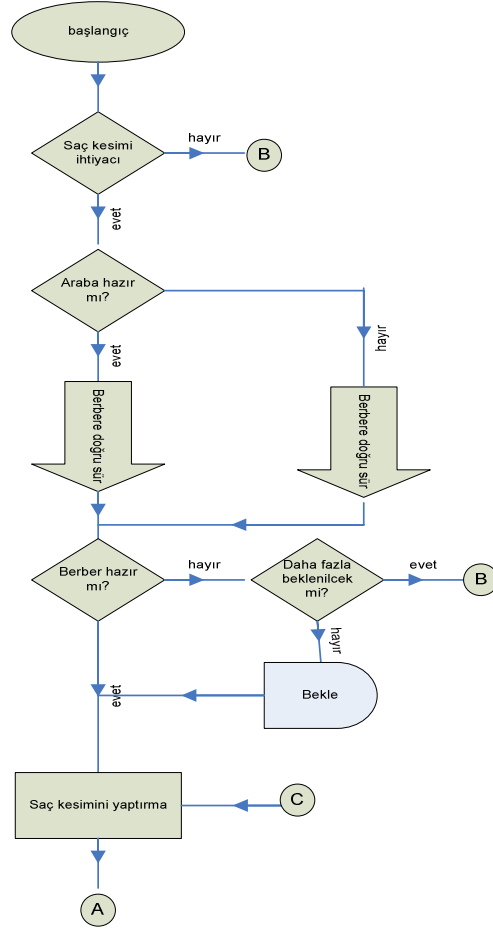 başlangıç
Saç kesimi
ihtiyacı
hayır
B
evet
Araba hazır
mı?
hayır
evet
Berbere doğru sür
Berbere doğru sür
Berber hazır
mı?
hayır
Daha fazla
beklenilcek
mi?
evet
B
hayır
Bekle
evet
Saç kesimini yaptırma
C
A